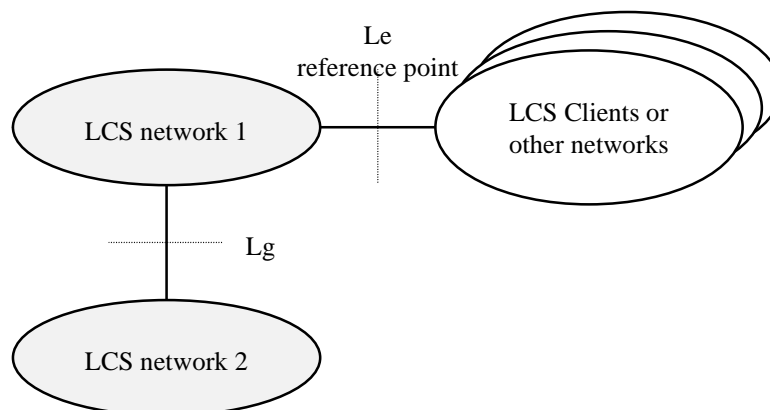 Le
reference point
LCS network 1
LCS Clients or
other networks
Lg
LCS network 2